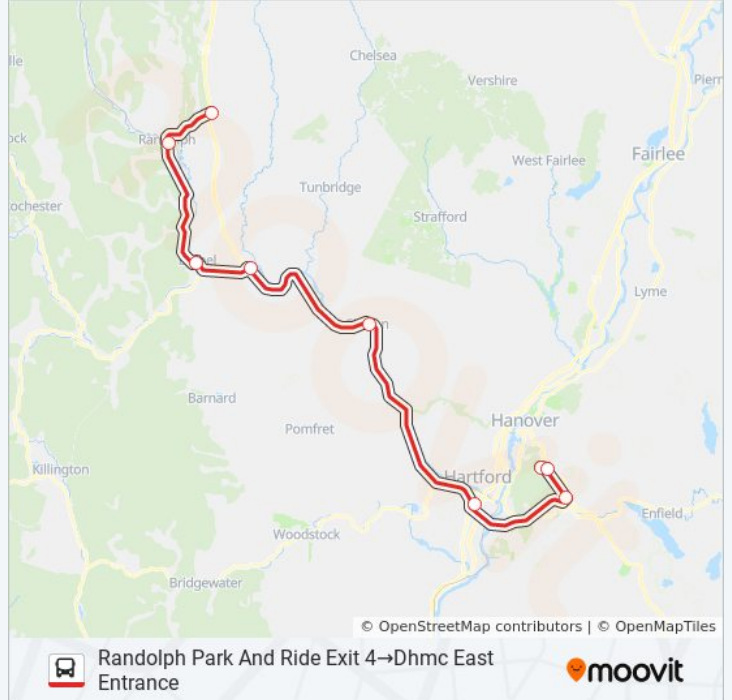 Chelsea
Vershire
Fairlee
West Fairlee
Tunbridge
Strafford
Lyme
Barnard
Pomfret
Hanover
Killington
Hartford
Enfield
Woodstock
Bridgewater
© OpenStreetMap contributors | © OpenMapTiles
Randolph Park And Ride Exit 4→Dhmc East
Entrance
moovit